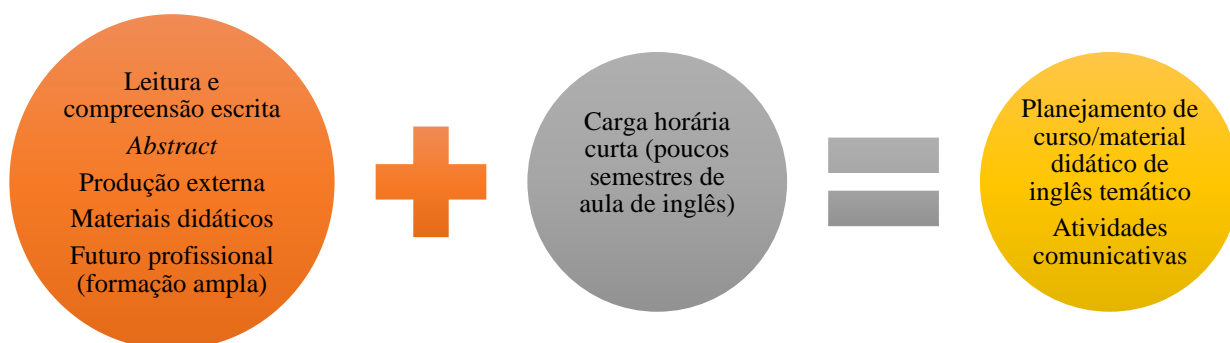 Leitura e
compreensão escrita
Abstract
Produção externa
Materiais didáticos
Futuro profissional
(formação ampla)
Carga horária
curta (poucos
semestres de
aula de inglês)
Planejamento de
curso/material
didático de
inglês temático
Atividades
comunicativas